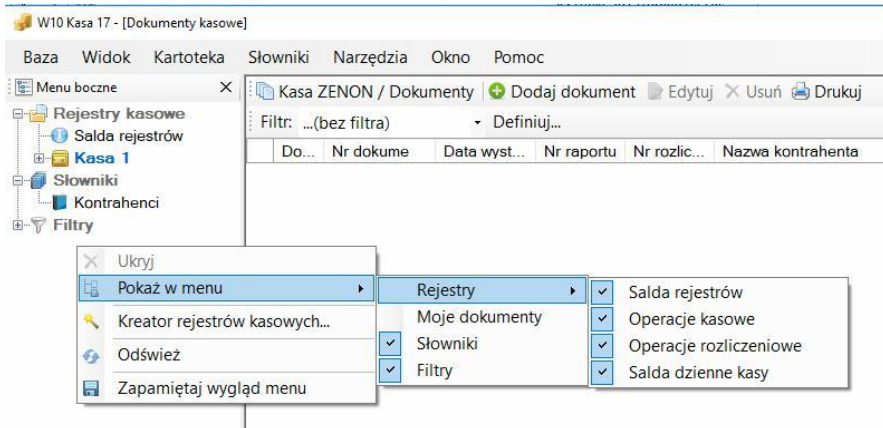 W10 Kasa 17 - [Dokumenty kasowe]
Baza Widok Kartoteka Słowniki Narzędzia Okno Pomoc
Menu boczne
Kasa ZENON / Dokumenty Dodaj dokument Edytuj Usuń Drukuj
Rejestry kasowe
Filtr: ...(bez filtra) Definiuj...
Salda rejestrów
Do... Nr dokume Data wyst... Nr raportu Nr rozlic... Nazwa kontrahenta
Kasa 1
Słowniki
Kontrahenci
Filtry
Ukryj
Pokaż w menu Rejestry Salda rejestrów
Kreator rejestrów kasowych... Moje dokumenty Operacje kasowe
Odśwież Słowniki Operacje rozliczeniowe
Zapamiętaj wygląd menu Filtry Salda dzienne kasy